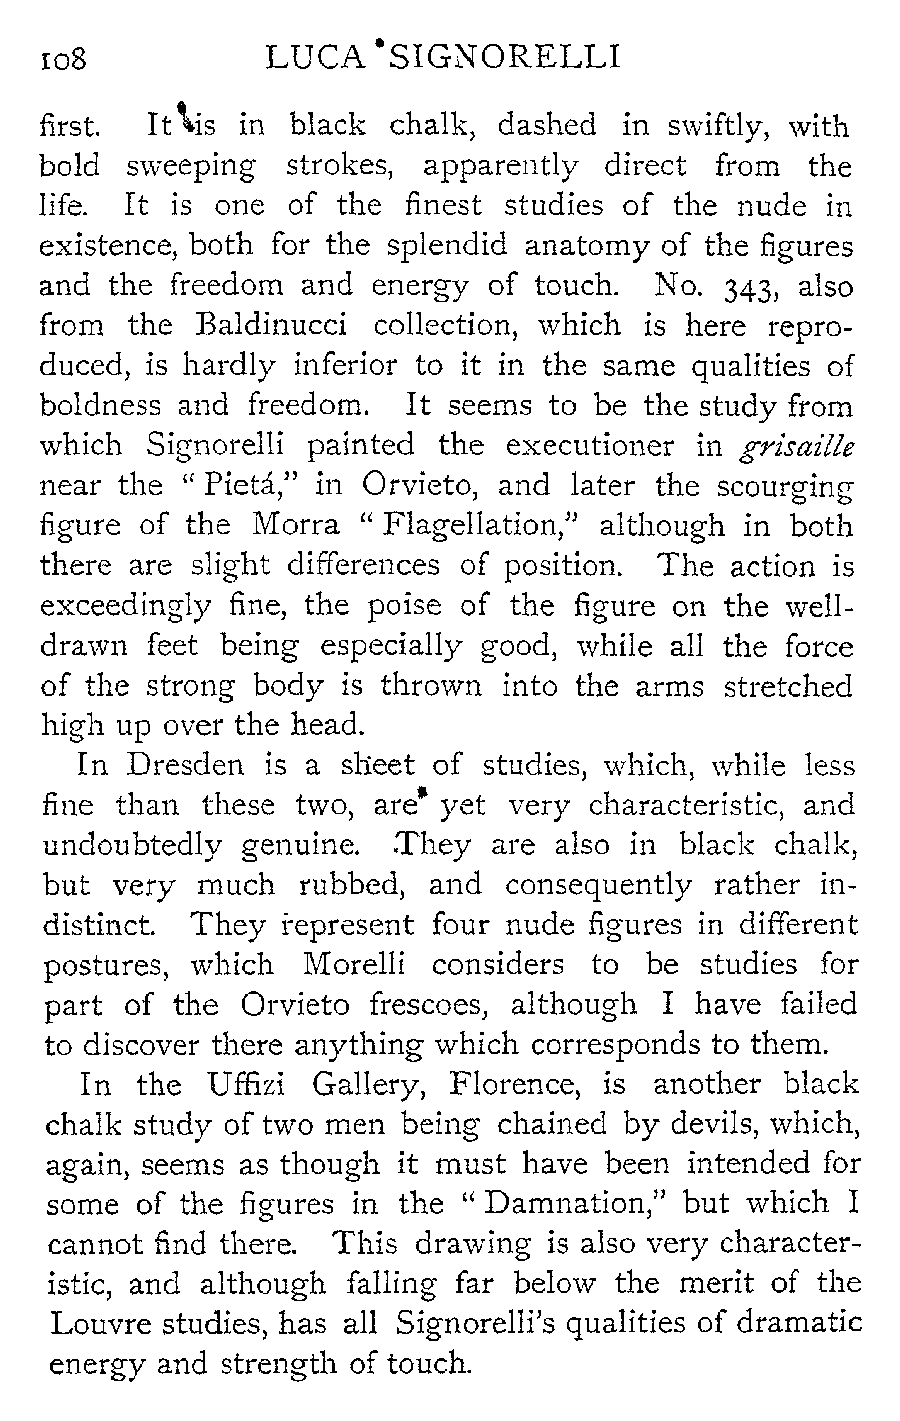 108 LUCA SIGNORELLI
first. It is in black chalk, dashed in swiftly, with
bold sweeping strokes, apparently direct from the
life. It is one of the finest studies of the nude in
existence, both for the splendid anatomy of the figures
and the freedom and energy of touch. No. 343, also
from the Baldinucci collection, which is here repro-
duced, is hardly inferior to it in the same qualities of
boldness and freedom. It seems to be the study from
which Signorelli painted the executioner in grisaille
near the “Pietá,” in Orvieto, and later the scourging
figure of the Morra “Flagellation,” although in both
there are slight differences of position. The action is
exceedingly fine, the poise of the figure on the well-
drawn feet being especially good, while all the force
of the strong body is thrown into the arms stretched
high up over the head.
In Dresden is a sheet of studies, which, while less
fine than these two, are yet very characteristic, and
undoubtedly genuine. They are also in black chalk,
but very much rubbed, and consequently rather in-
distinct. They represent four nude figures in different
postures, which Morelli considers to be studies for
part of the Orvieto frescoes, although I have failed
to discover there anything which corresponds to them.
In the Uffizi Gallery, Florence, is another black
chalk study of two men being chained by devils, which,
again, seems as though it must have been intended for
some of the figures in the “Damnation,” but which I
cannot find there. This drawing is also very character-
istic, and although falling far below the merit of the
Louvre studies, has all Signorelli’s qualities of dramatic
energy and strength of touch.